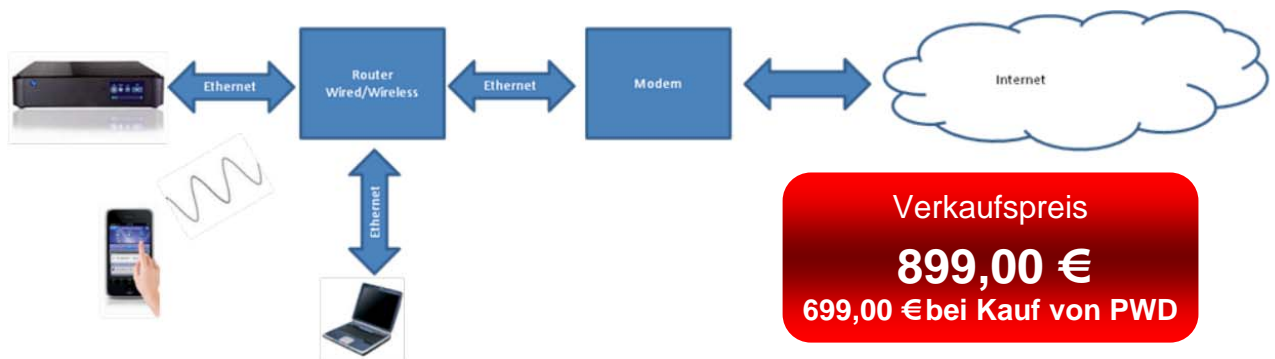 Ethernet
Router
Wired/Wireless
Ethernet
Modem
Internet
Ethernet
Verkaufspreis
899,00 €
699,00 € bei Kauf von PWD